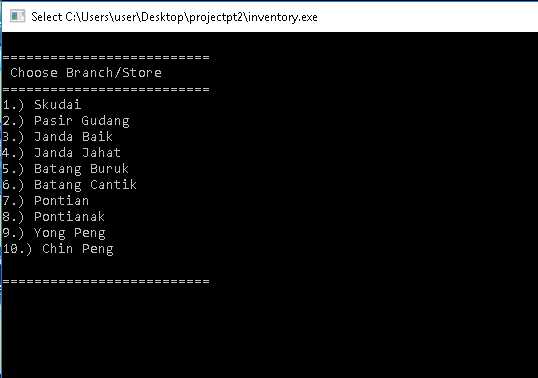 Select C:\Users\user\Desktop\projectpt2\inventory.exe
==========================
Choose Branch/Store
==========================
1.) Skudai
2.) Pasir Gudang
3.) Janda Baik
4.) Janda Jahat
5.) Batang Buruk
6.) Batang Cantik
7.) Pontian
8.) Pontianak
9.) Yong Peng
10.) Chin Peng
==========================